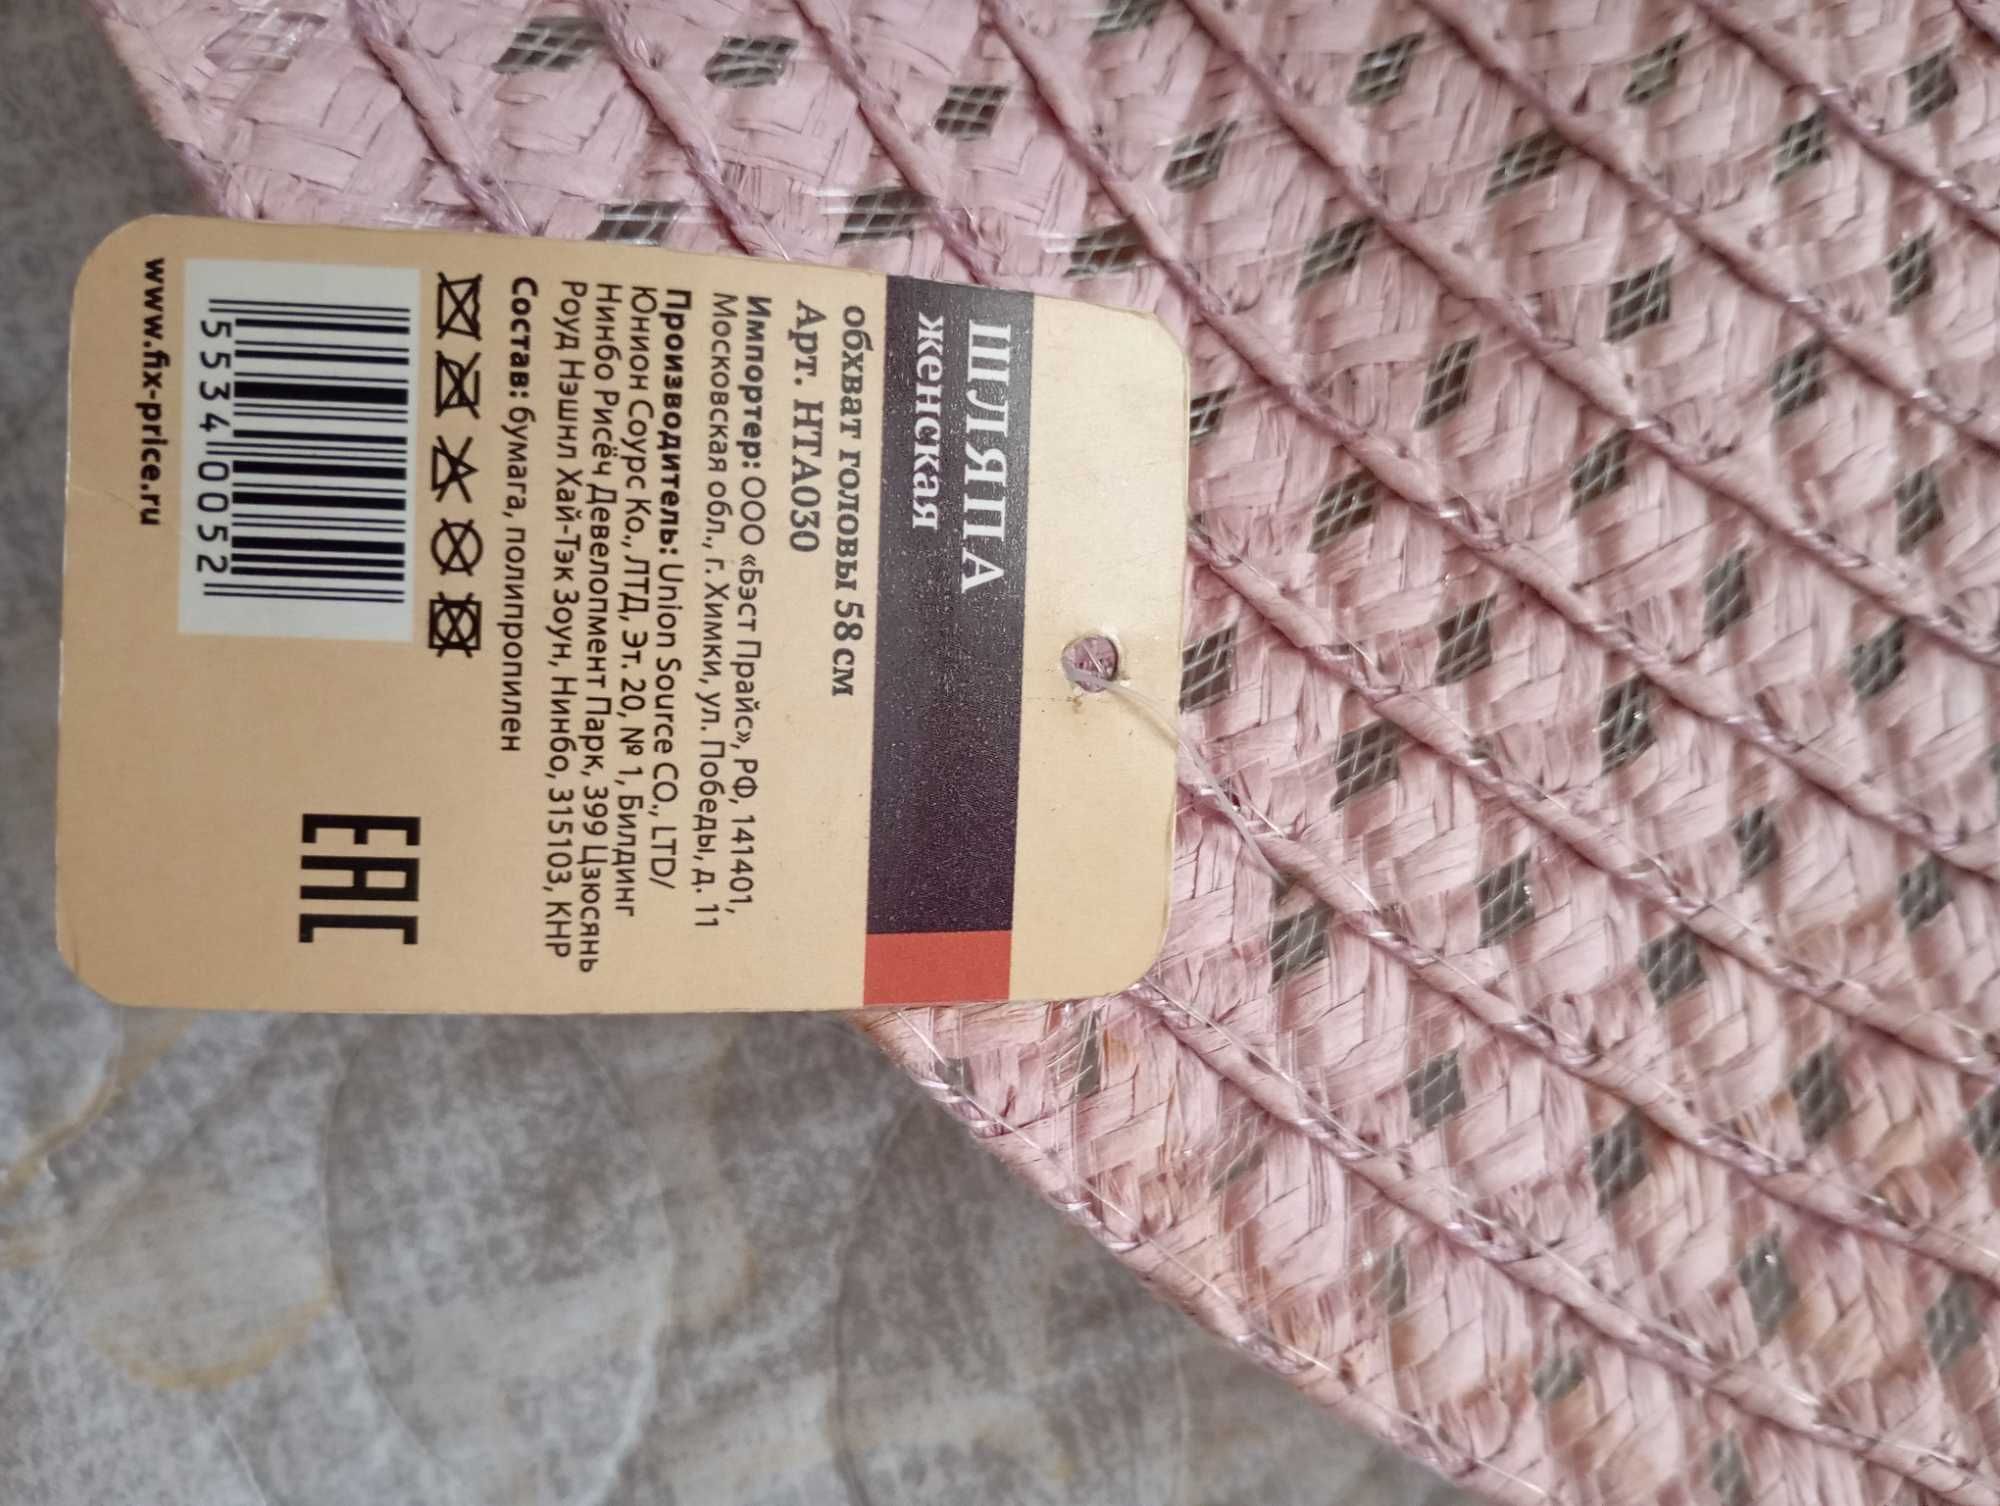 ШЛЯПА
женская
обхват головы 58 см
Арт. HTA030
Импортер: ООО «Бэст Прайс», РФ, 141401,
Московская обл., г. Химки, ул. Победы, д. 11
Производитель: Union Source CO., LTD/
Юнион Соурс Ко., ЛТД, Эт. 20, № 1, Билдинг
Нинбо Рисёч Девелопмент Парк, 399 Цзюсянь
Роуд Нэшнл Хай-Тэк Зоун, Нинбо, 315103, КНР
Состав: бумага, полипропилен
55340052
EAC
www.fix-price.ru